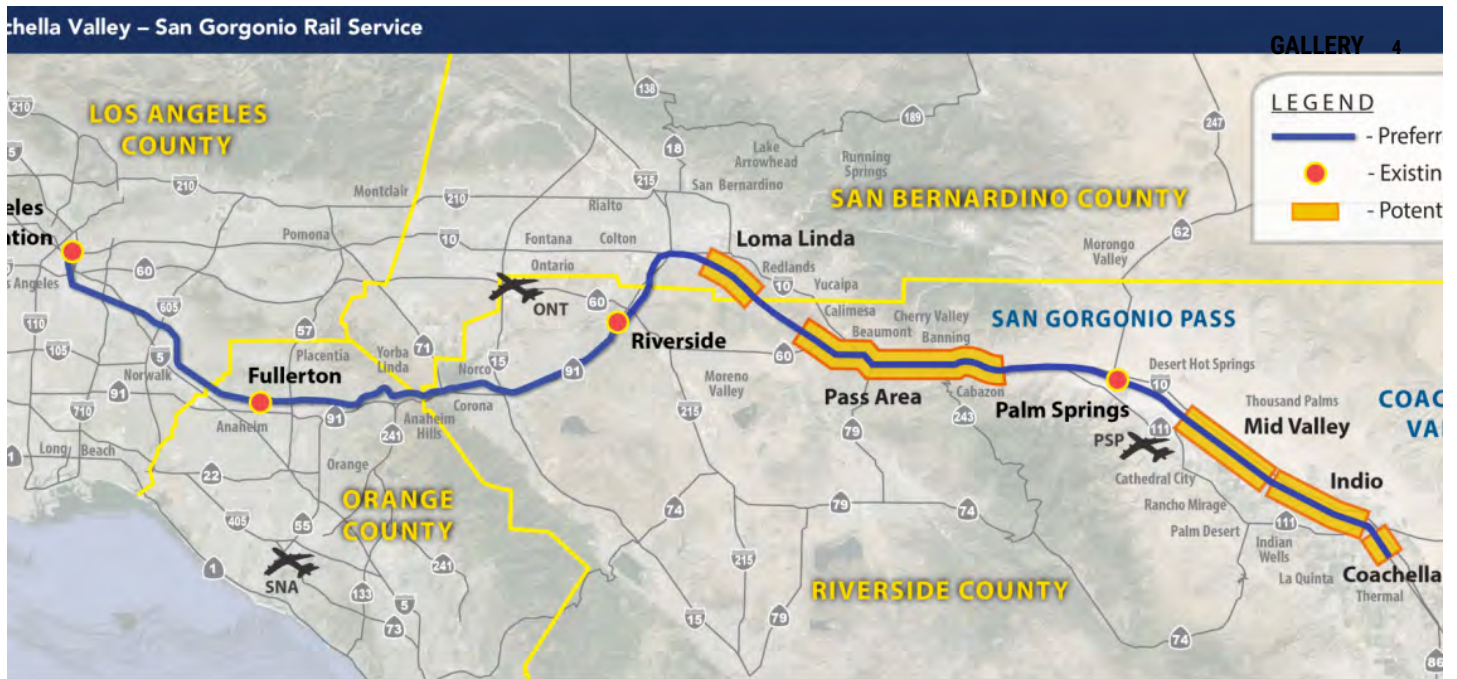 chella Valley – San Gorgonio Rail Service
GALLERY 4
LEGEND
- Preferr
- Existin
- Potent
LOS ANGELES
COUNTY
SAN BERNARDINO COUNTY
ORANGE
COUNTY
RIVERSIDE COUNTY
SAN GORGONIO PASS
COAC
VAL
eles
ation
s Angeles
Fullerton
Riverside
Loma Linda
Pass Area
Palm Springs
Mid Valley
Indio
Coachella
Montclair
Pomona
Rialto
San Bernardino
Lake
Arrowhead
Running
Springs
Fontana
Colton
Ontario
Redlands
Yucaipa
Calimesa
Cherry Valley
Beaumont
Banning
Cabazon
Morongo
Valley
Desert Hot Springs
Thousand Palms
Cathedral City
Rancho Mirage
Palm Desert
Indian
Wells
La Quinta
Thermal
Norwalk
Placentia
Yorba
Linda
Norco
Corona
Anaheim
Anaheim
Hills
Orange
Long Beach
Moreno
Valley
ONT
SNA
PSP
210
5
210
210
138
189
247
18
215
10
60
605
110
105
5
57
71
60
15
91
10
60
62
10
91
710
91
241
1
22
405
55
1
133
5
73
241
215
79
243
111
111
74
79
74
215
15
79
74
86